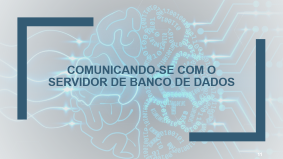 COMUNICANDO-SE COM O
SERVIDOR DE BANCO DE DADOS